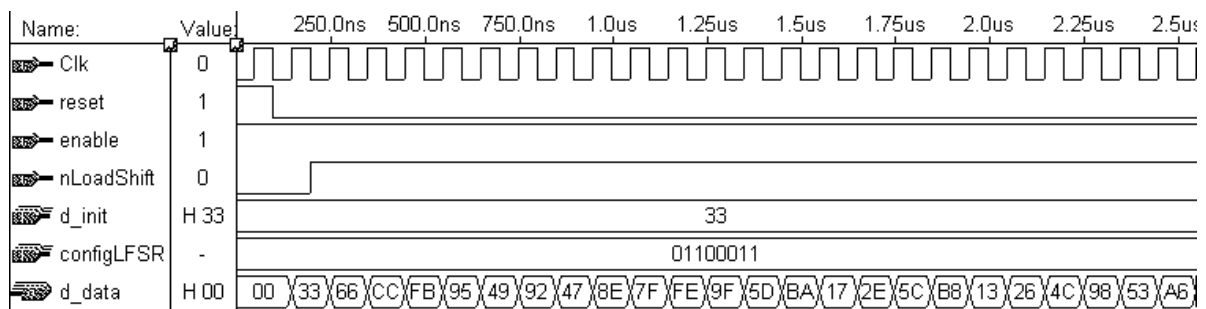 Name: Value: 250.0ns 500.0ns 750.0ns 1.0us 1.25us 1.5us 1.75us 2.0us 2.25us 2.5us
Clk 0
reset 1
enable 1
nLoadShift 0
d_init H 33 33
configLFSR - 01100011
d_data H 00 00 33 66 CC FB 95 49 92 47 8E 7F FE 9F 5D BA 17 2E 5C B8 13 26 4C 98 53 A6